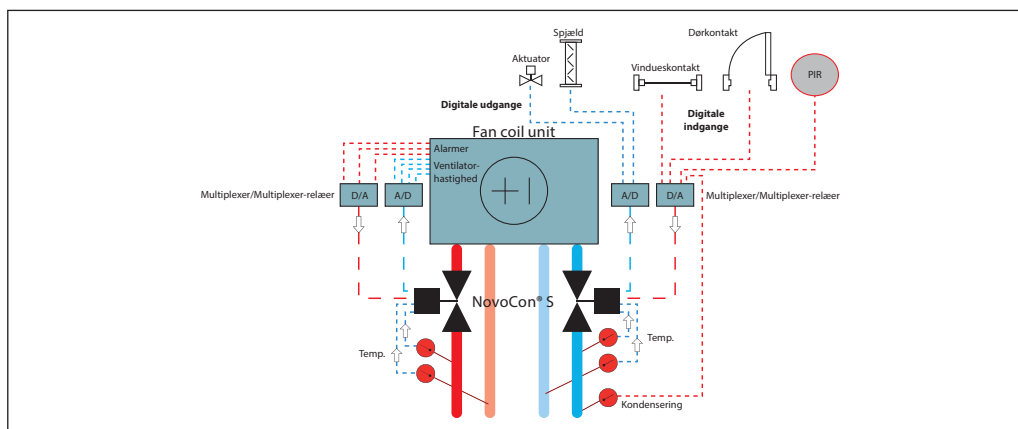 Spjæld
Dørkontakt
Aktuator
Vindueskontakt
PIR
Digitale udgange
Digitale
indgange
Fan coil unit
Alarmer
Ventilator-
hastighed
Multiplexer/Multiplexer-relæer
D/A
A/D
A/D
D/A
Multiplexer/Multiplexer-relæer
NovoCon® S
Temp.
Temp.
Kondensering